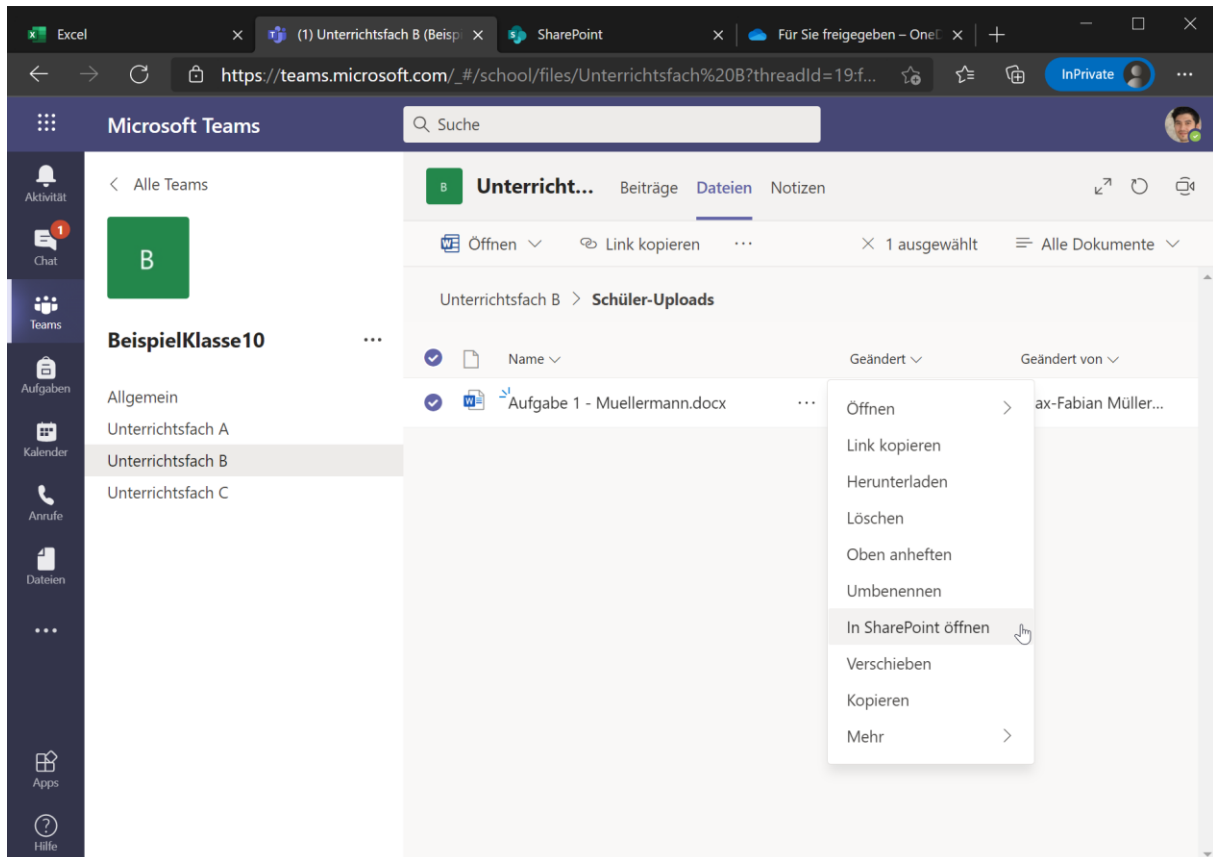 Excel
(1) Unterrichtsfach B (Beisp
SharePoint
Für Sie freigegeben – OneD
https://teams.microsoft.com/_#/school/files/Unterrichtsfach%20B?threadId=19:f...
InPrivate
Microsoft Teams
Suche
Aktivität
Chat
1
Teams
Aufgaben
Kalender
Anrufe
Dateien
Apps
Hilfe
Alle Teams
B
BeispielKlasse10
Allgemein
Unterrichtsfach A
Unterrichtsfach B
Unterrichtsfach C
B Unterricht... Beiträge Dateien Notizen
Öffnen Link kopieren ... 1 ausgewählt Alle Dokumente
Unterrichtsfach B > Schüler-Uploads
Name Geändert Geändert von
Aufgabe 1 - Muellermann.docx ... ax-Fabian Müller...
Öffnen
Link kopieren
Herunterladen
Löschen
Oben anheften
Umbenennen
In SharePoint öffnen
Verschieben
Kopieren
Mehr